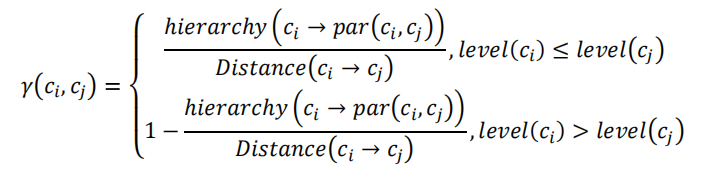 γ(c_i, c_j) = { hierarchy(c_i → par(c_i, c_j)) / Distance(c_i → c_j), level(c_i) ≤ level(c_j)
1 − hierarchy(c_i → par(c_i, c_j)) / Distance(c_i → c_j), level(c_i) > level(c_j)